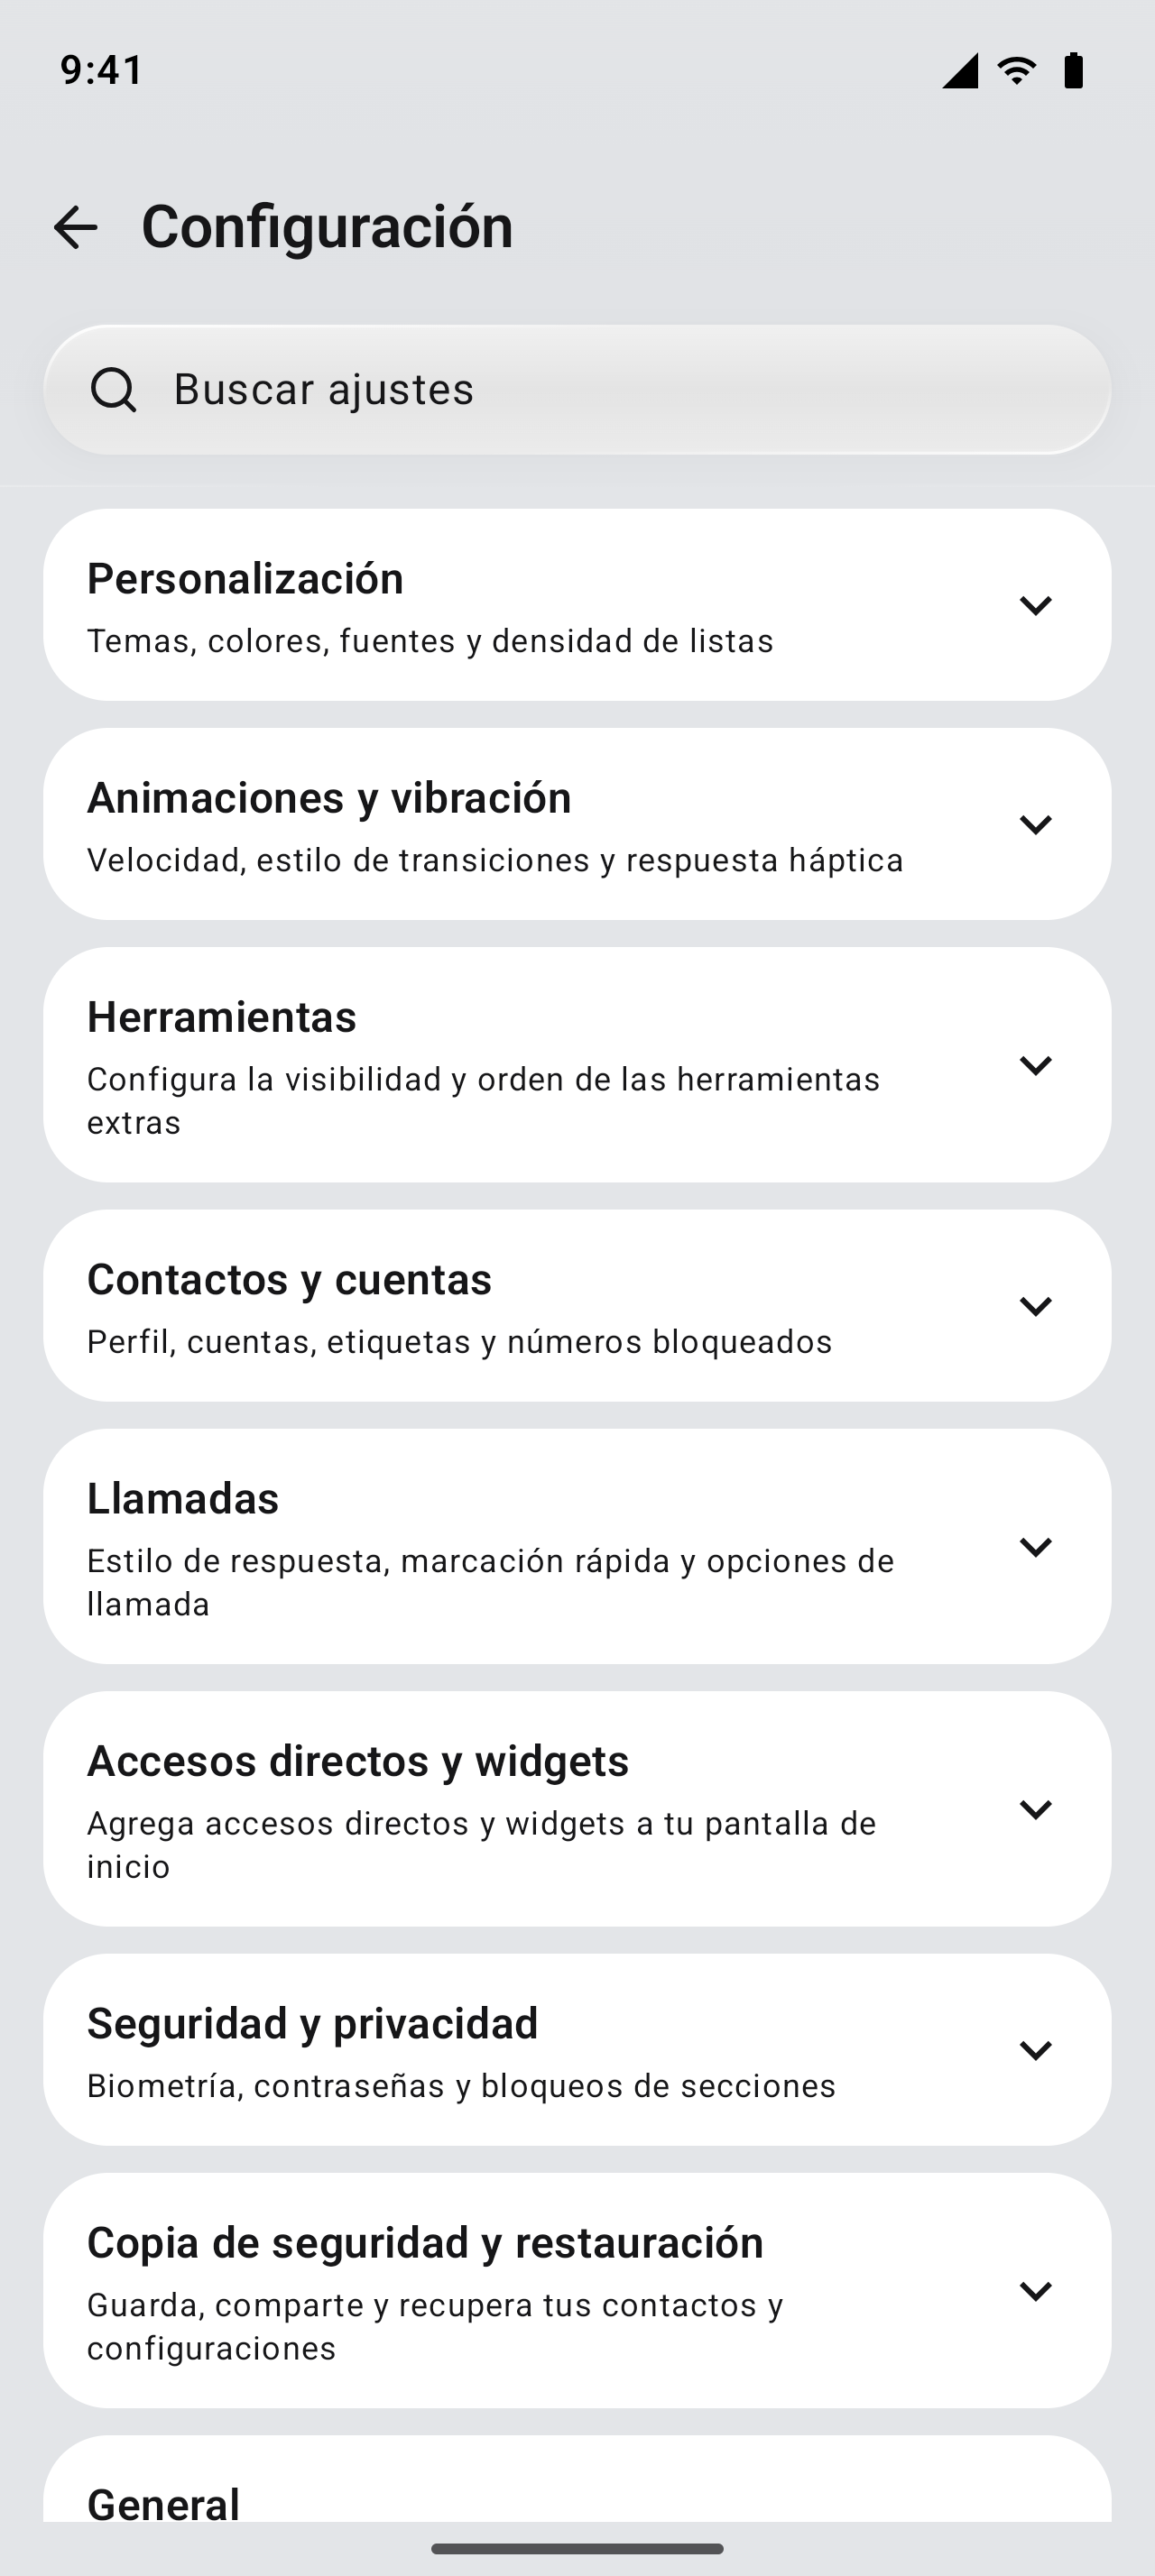 9:41
Configuración
Buscar ajustes
Personalización
Temas, colores, fuentes y densidad de listas
Animaciones y vibración
Velocidad, estilo de transiciones y respuesta háptica
Herramientas
Configura la visibilidad y orden de las herramientas
extras
Contactos y cuentas
Perfil, cuentas, etiquetas y números bloqueados
Llamadas
Estilo de respuesta, marcación rápida y opciones de
llamada
Accesos directos y widgets
Agrega accesos directos y widgets a tu pantalla de
inicio
Seguridad y privacidad
Biometría, contraseñas y bloqueos de secciones
Copia de seguridad y restauración
Guarda, comparte y recupera tus contactos y
configuraciones
General